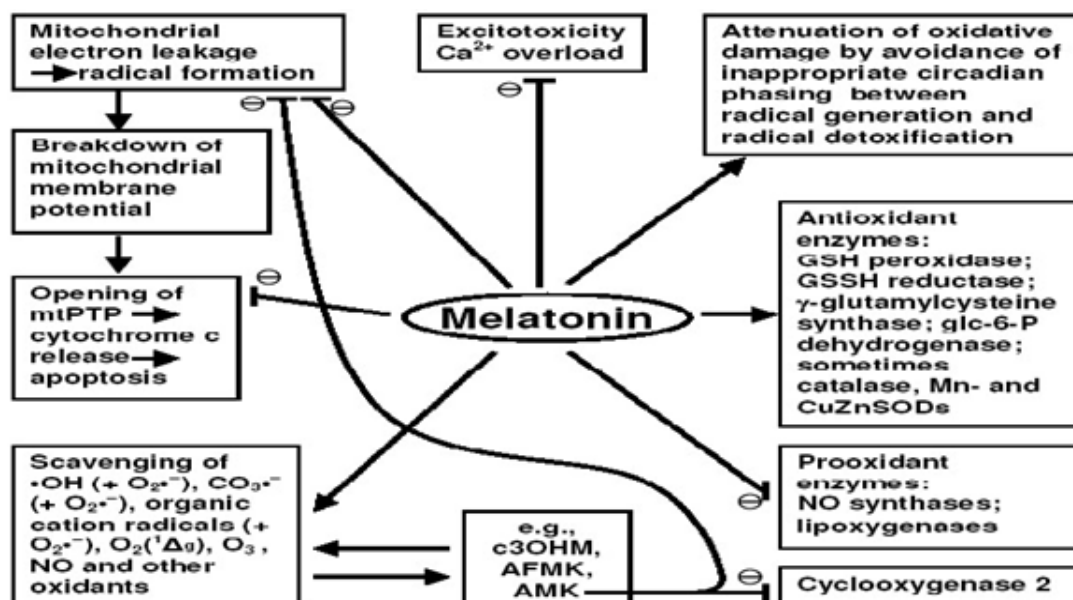 Mitochondrial
electron leakage
→radical formation
Excitotoxicity
Ca²⁺ overload
Attenuation of oxidative
damage by avoidance of
inappropriate circadian
phasing between
radical generation and
radical detoxification
Breakdown of
mitochondrial
membrane
potential
Antioxidant
enzymes:
GSH peroxidase;
GSSH reductase;
γ-glutamylcysteine
synthase; glc-6-P
dehydrogenase;
sometimes
catalase, Mn- and
CuZnSODs
Opening of
mtPTP →
cytochrome c
release→
apoptosis
Melatonin
Scavenging of
•OH (+ O₂•⁻), CO₃•⁻
(+ O₂•⁻), organic
cation radicals (+
O₂•⁻), O₂(¹Δg), O₃ ,
NO and other
oxidants
Prooxidant
enzymes:
NO synthases;
lipoxygenases
e.g.,
c3OHM,
AFMK,
AMK
Cyclooxygenase 2